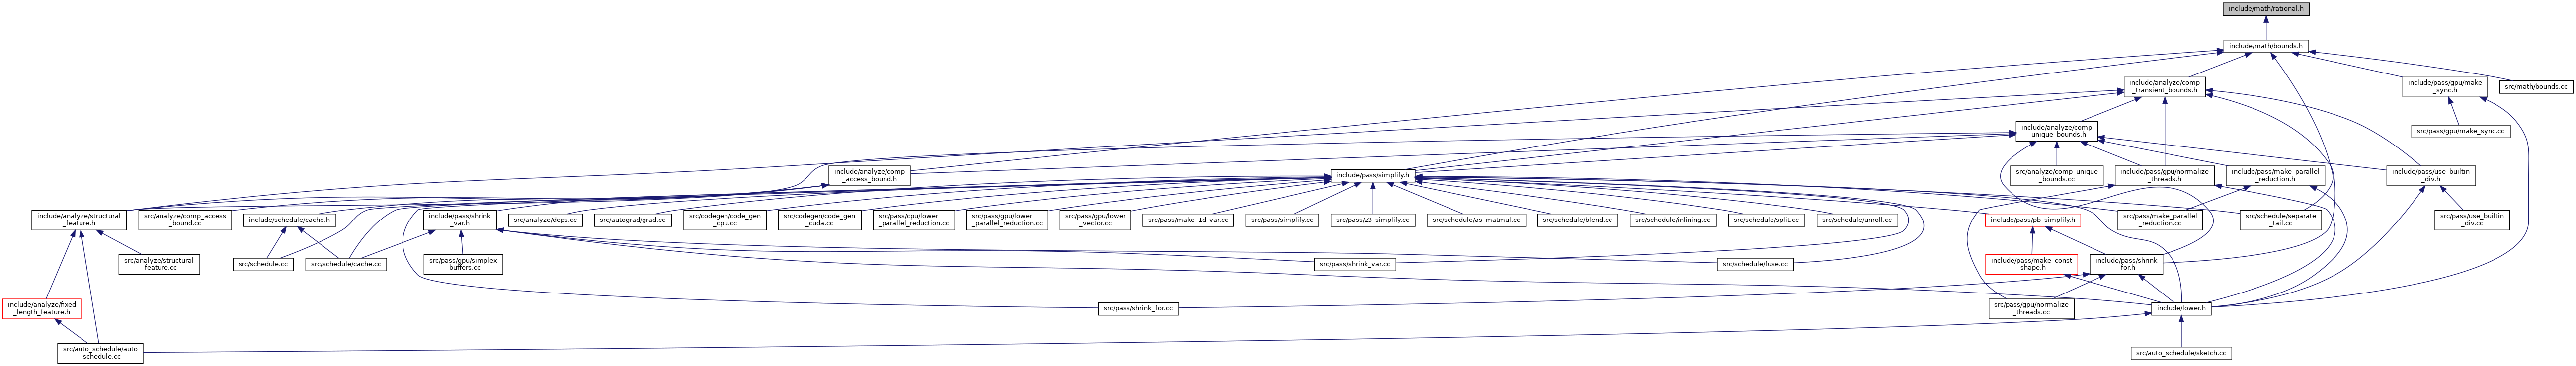 include/math/rational.h
include/math/bounds.h
include/analyze/comp
_transient_bounds.h
include/pass/gpu/make
_sync.h
src/math/bounds.cc
include/analyze/comp
_unique_bounds.h
src/pass/gpu/make_sync.cc
include/analyze/comp
_access_bound.h
include/pass/simplify.h
src/analyze/comp_unique
_bounds.cc
include/pass/gpu/normalize
_threads.h
include/pass/make_parallel
_reduction.h
include/pass/use_builtin
_div.h
include/analyze/structural
_feature.h
src/analyze/comp_access
_bound.cc
include/schedule/cache.h
include/pass/shrink
_var.h
src/analyze/deps.cc
src/autograd/grad.cc
src/codegen/code_gen
_cpu.cc
src/codegen/code_gen
_cuda.cc
src/pass/cpu/lower
_parallel_reduction.cc
src/pass/gpu/lower
_parallel_reduction.cc
src/pass/gpu/lower
_vector.cc
src/pass/make_1d_var.cc
src/pass/simplify.cc
src/pass/z3_simplify.cc
src/schedule/as_matmul.cc
src/schedule/blend.cc
src/schedule/inlining.cc
src/schedule/split.cc
src/schedule/unroll.cc
include/pass/pb_simplify.h
src/pass/make_parallel
_reduction.cc
src/schedule/separate
_tail.cc
src/pass/use_builtin
_div.cc
src/analyze/structural
_feature.cc
src/schedule.cc
src/schedule/cache.cc
src/pass/gpu/simplex
_buffers.cc
src/pass/shrink_var.cc
src/schedule/fuse.cc
include/pass/make_const
_shape.h
include/pass/shrink
_for.h
include/analyze/fixed
_length_feature.h
src/pass/shrink_for.cc
src/pass/gpu/normalize
_threads.cc
include/lower.h
src/auto_schedule/auto
_schedule.cc
src/auto_schedule/sketch.cc